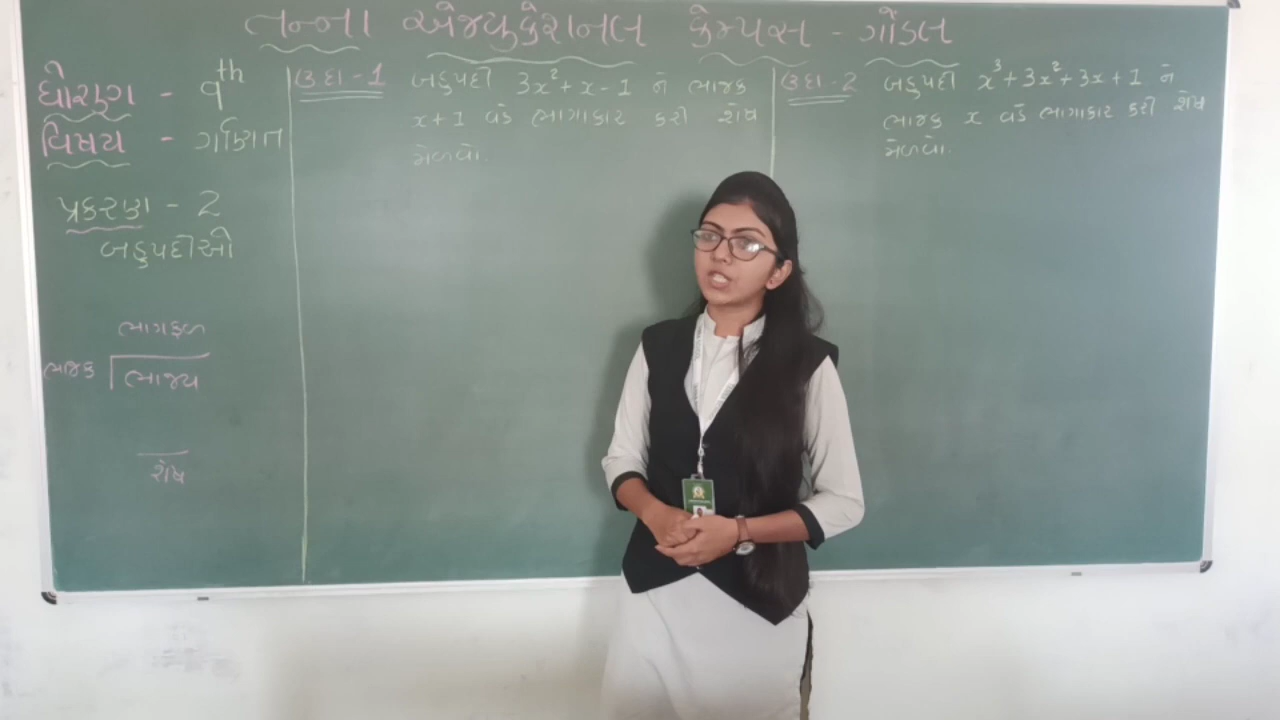 તન્ના એજ્યુકેશનલ કેમ્પસ - ગોંડલ
ધોરણ - 9th
વિષય - ગણિત
પ્રકરણ - 2
બહુપદીઓ
ભાગફળ
ભાજક ભાજ્ય
શેષ
ઉદા-1 બહુપદી 3x²+x-1 ને ભાજક
x+1 વડે ભાગાકાર કરી શેષ
મેળવો.
ઉદા-2 બહુપદી x³+3x²+3x+1 ને
ભાજક x વડે ભાગાકાર કરી શેષ
મેળવો.